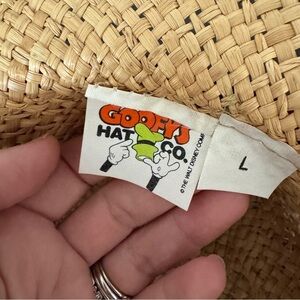 GOOFY'S
HAT CO.
©THE WALT DISNEY COMPANY
L